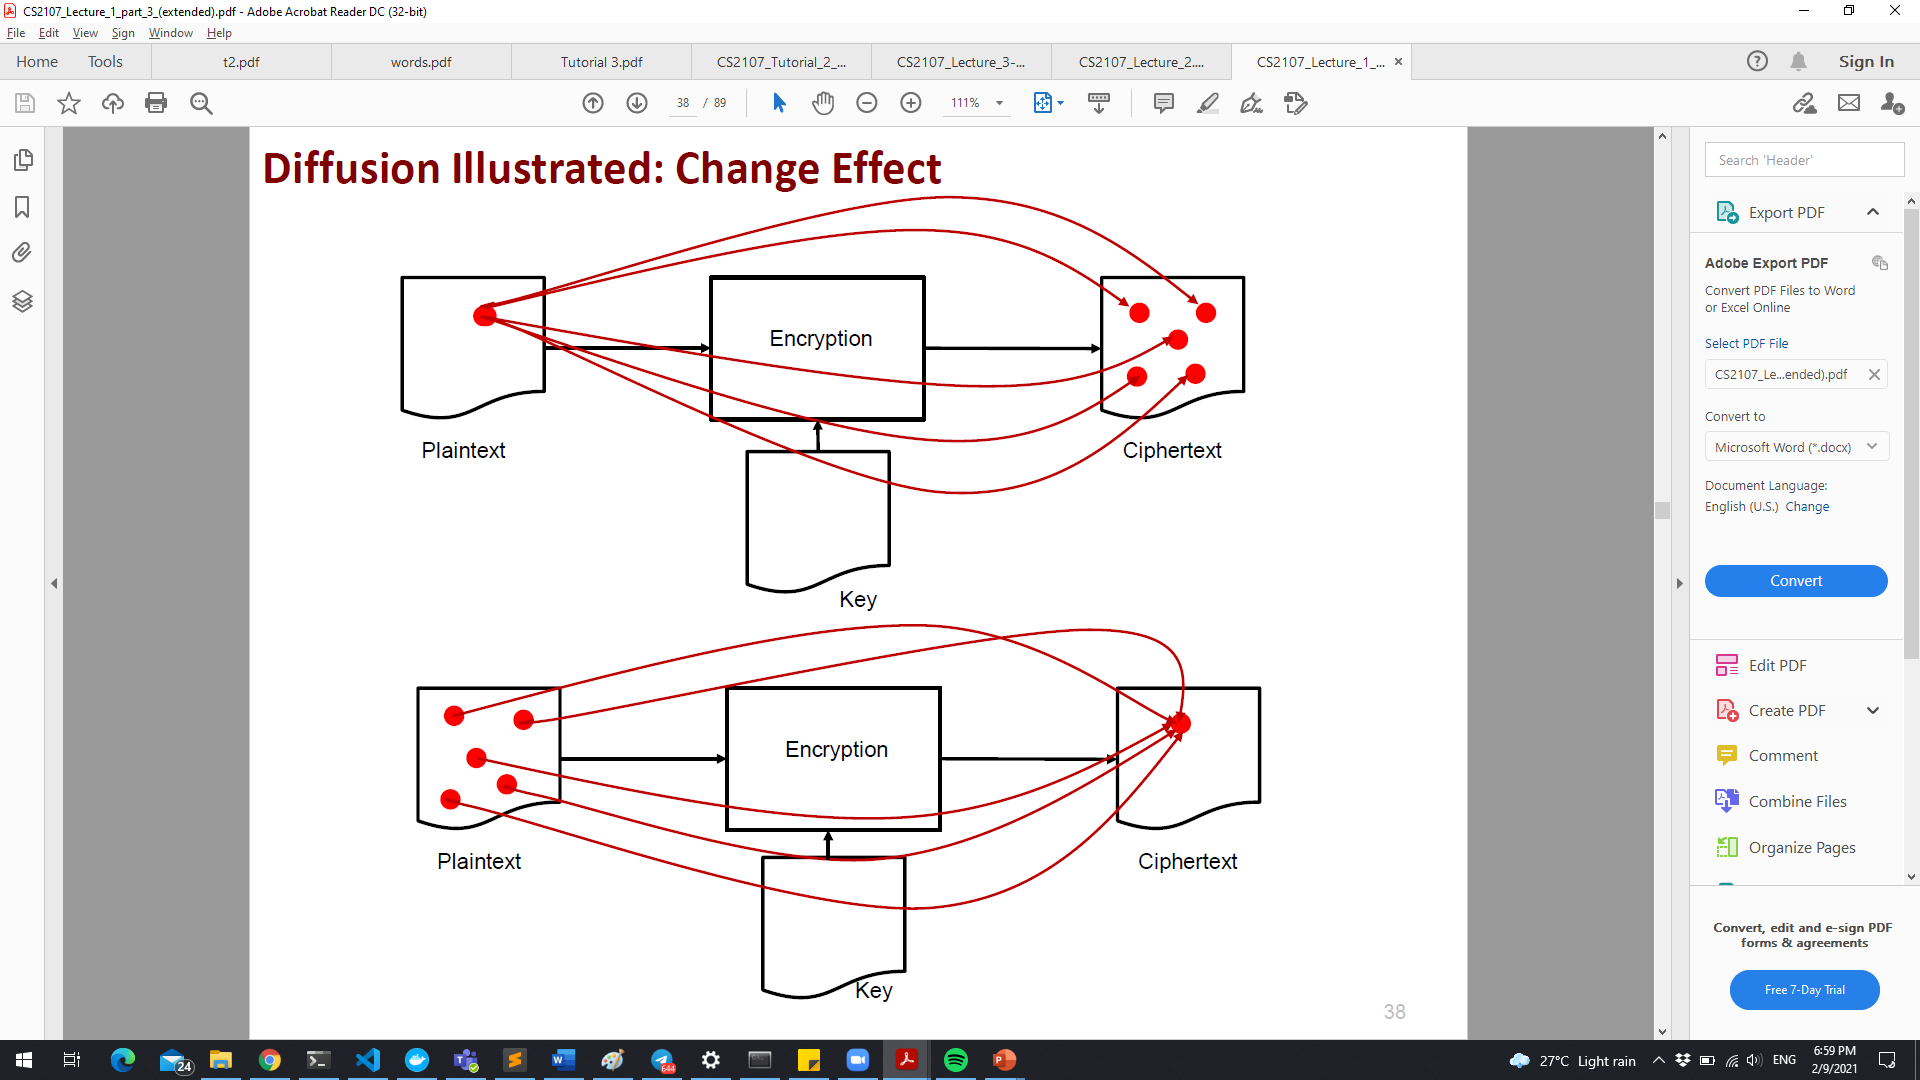 CS2107_Lecture_1_part_3_(extended).pdf - Adobe Acrobat Reader DC (32-bit)
File Edit View Sign Window Help
Home Tools t2.pdf words.pdf Tutorial 3.pdf CS2107_Tutorial_2_... CS2107_Lecture_3-... CS2107_Lecture_2.... CS2107_Lecture_1_... Sign In
38 / 89 111%
Diffusion Illustrated: Change Effect
Encryption
Plaintext
Ciphertext
Key
Encryption
Plaintext
Ciphertext
Key
38
Search 'Header'
Export PDF
Adobe Export PDF
Convert PDF Files to Word
or Excel Online
Select PDF File
CS2107_Le...ended).pdf
Convert to
Microsoft Word (*.docx)
Document Language:
English (U.S.) Change
Convert
Edit PDF
Create PDF
Comment
Combine Files
Organize Pages
Convert, edit and e-sign PDF
forms & agreements
Free 7-Day Trial
24
644
27°C Light rain
ENG
6:59 PM
2/9/2021